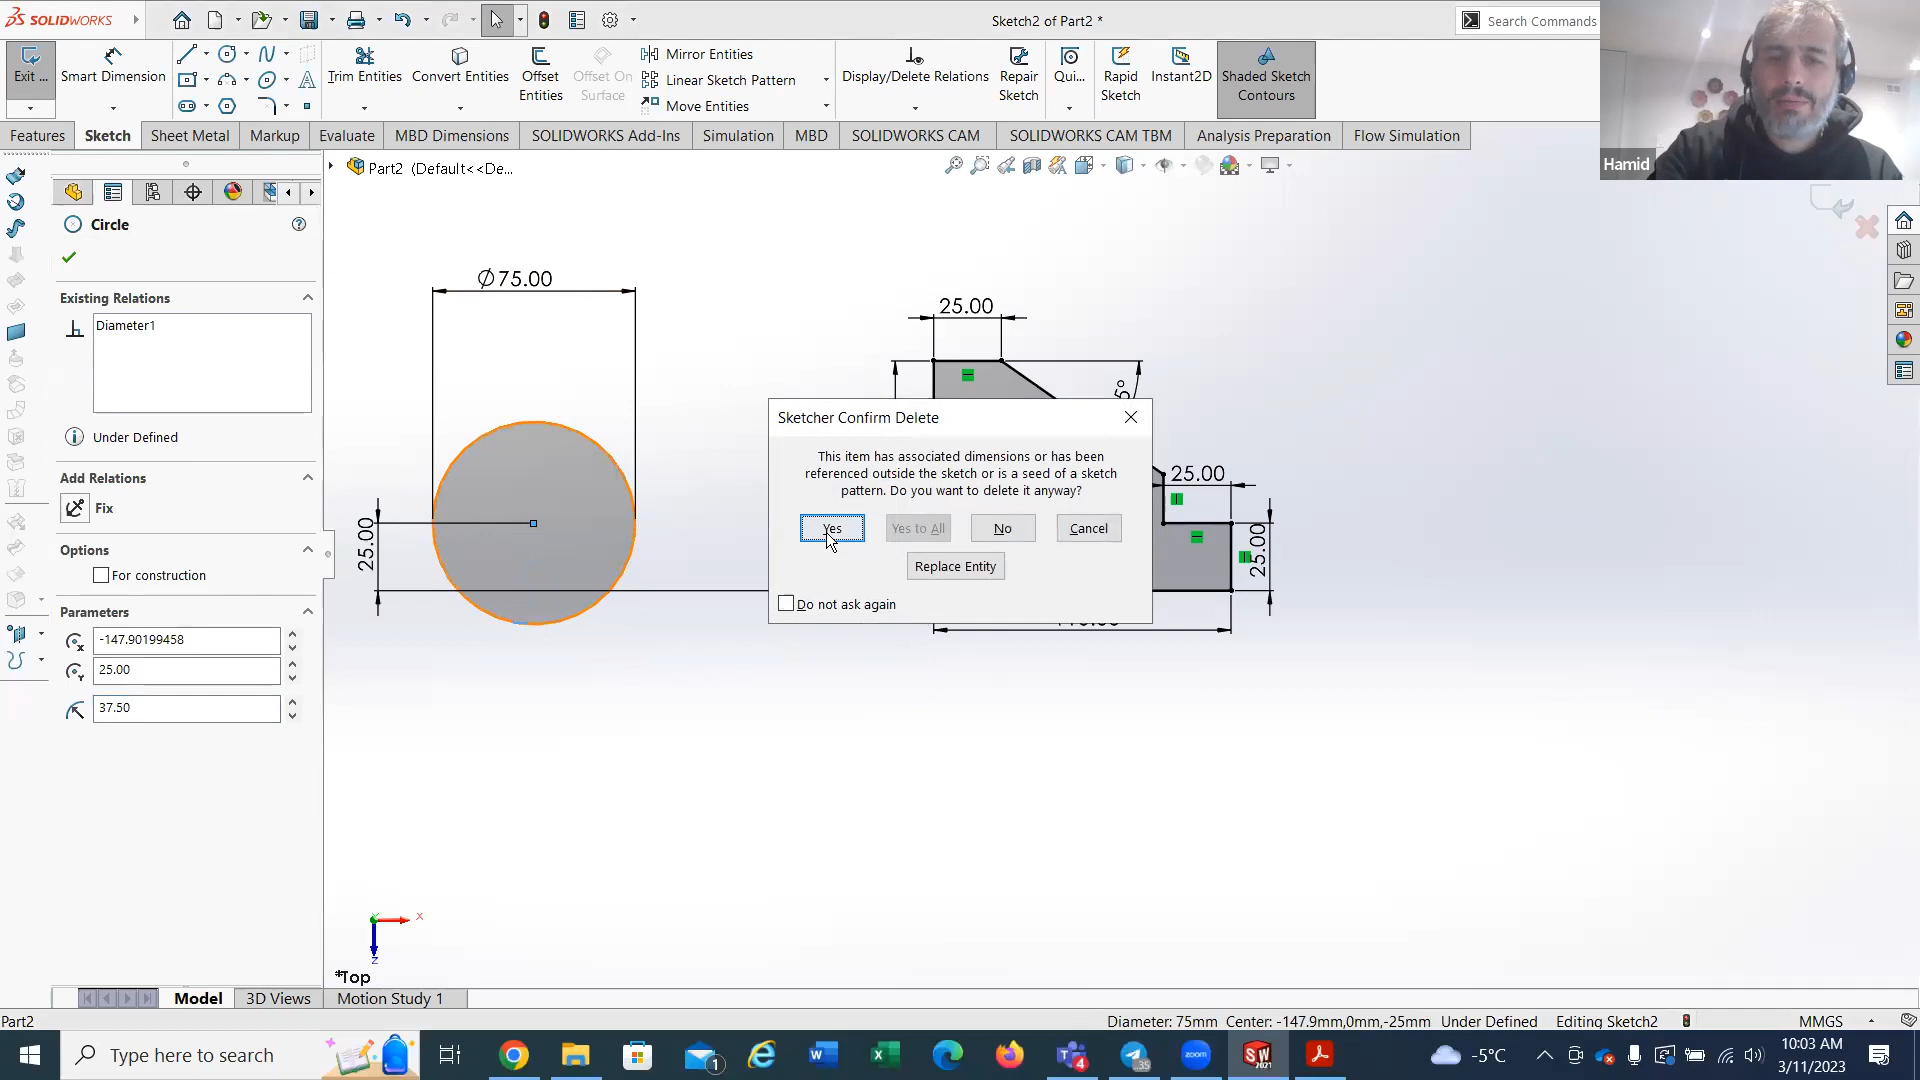 SOLIDWORKS
Sketch2 of Part2 *
Search Commands
Exit ...
Smart Dimension
Trim Entities
Convert Entities
Offset
Entities
Offset On
Surface
Mirror Entities
Linear Sketch Pattern
Move Entities
Display/Delete Relations
Repair
Sketch
Qui...
Rapid
Sketch
Instant2D
Shaded Sketch
Contours
Features
Sketch
Sheet Metal
Markup
Evaluate
MBD Dimensions
SOLIDWORKS Add-Ins
Simulation
MBD
SOLIDWORKS CAM
SOLIDWORKS CAM TBM
Analysis Preparation
Flow Simulation
Hamid
Part2 (Default<<De...
Circle
Existing Relations
Diameter1
Under Defined
Add Relations
Fix
Options
For construction
Parameters
-147.90199458
25.00
37.50
Ø75.00
25.00
25.00
5°
25.00
25.00
Sketcher Confirm Delete
This item has associated dimensions or has been
referenced outside the sketch or is a seed of a sketch
pattern. Do you want to delete it anyway?
Yes
Yes to All
No
Cancel
Replace Entity
Do not ask again
X
Z
*Top
Model
3D Views
Motion Study 1
Part2
Diameter: 75mm Center: -147.9mm,0mm,-25mm Under Defined
Editing Sketch2
MMGS
Type here to search
1
4
35
zoom
SW
2021
-5°C
10:03 AM
3/11/2023